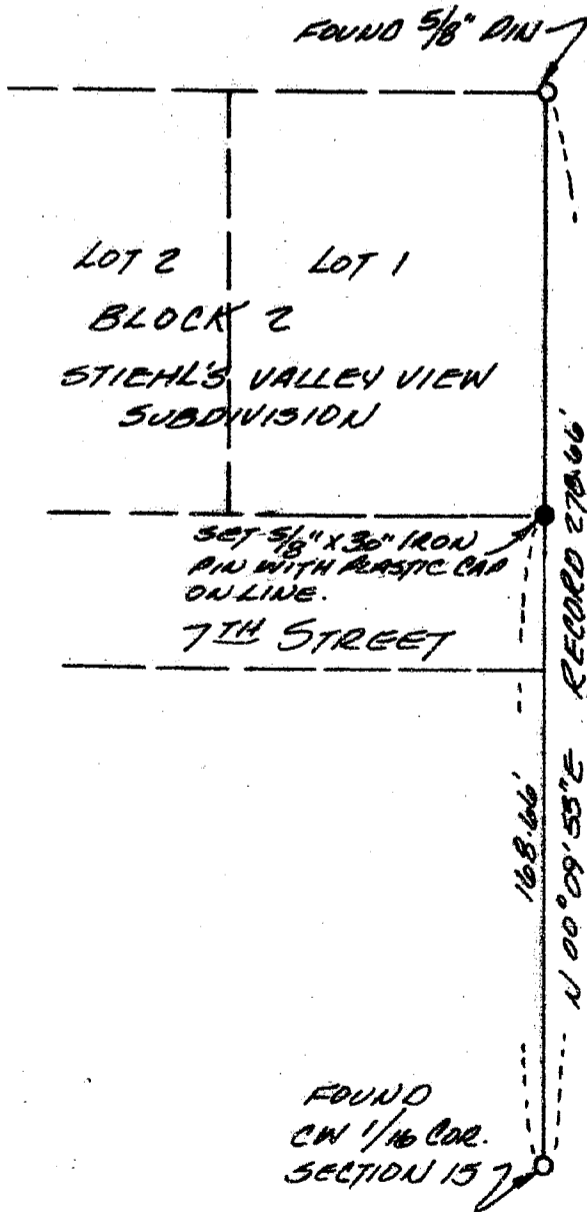 FOUND 5/8" PIN
LOT 2 LOT 1
BLOCK 2
STIEHL'S VALLEY VIEW
SUBDIVISION
SET 5/8" X 30" IRON
PIN WITH PLASTIC CAP
ON LINE.
7TH STREET
N 00°09'53"E RECORD 278.66'
168.66'
FOUND
CW 1/16 COR.
SECTION 15